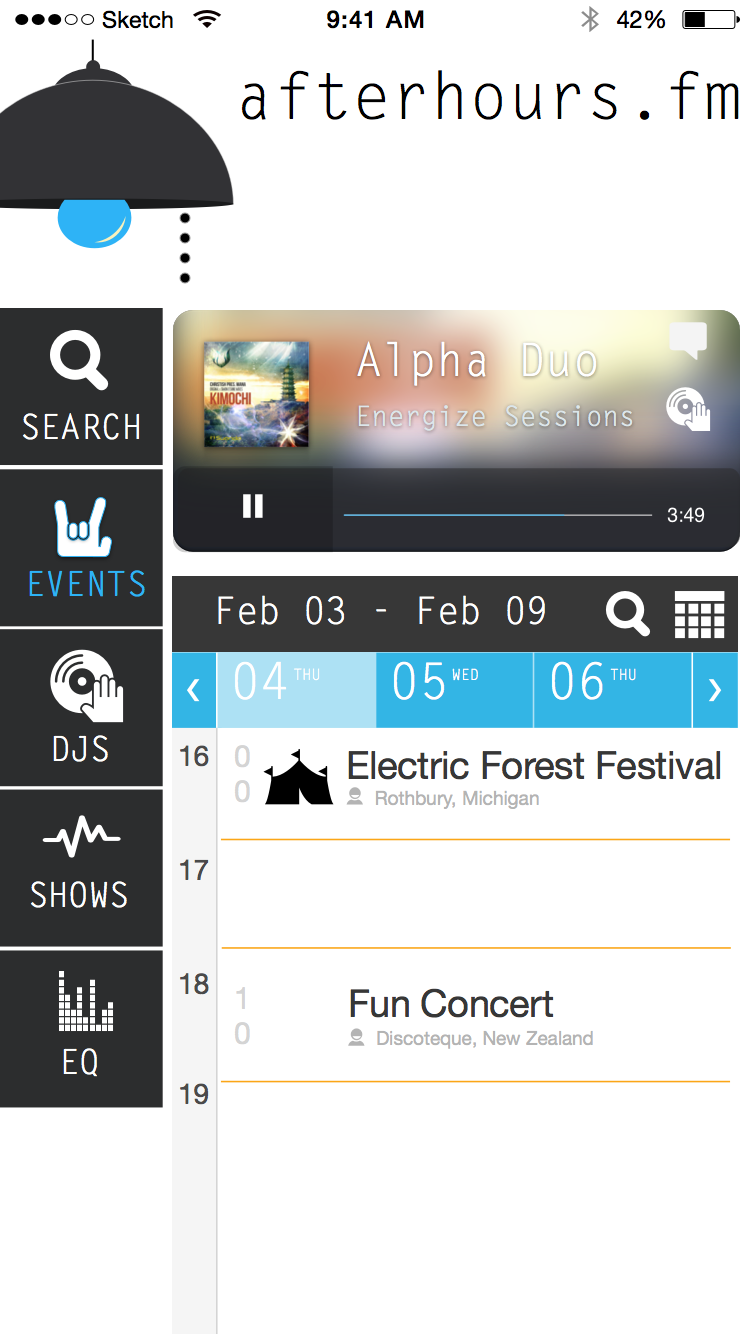 Sketch 9:41 AM 42%
afterhours.fm
SEARCH
EVENTS
DJS
SHOWS
EQ
KIMOCHI
Alpha Duo
Energize Sessions
3:49
Feb 03 - Feb 09
‹ 04 THU 05 WED 06 THU ›
16
0
0
Electric Forest Festival
Rothbury, Michigan
17
18
1
0
Fun Concert
Discoteque, New Zealand
19